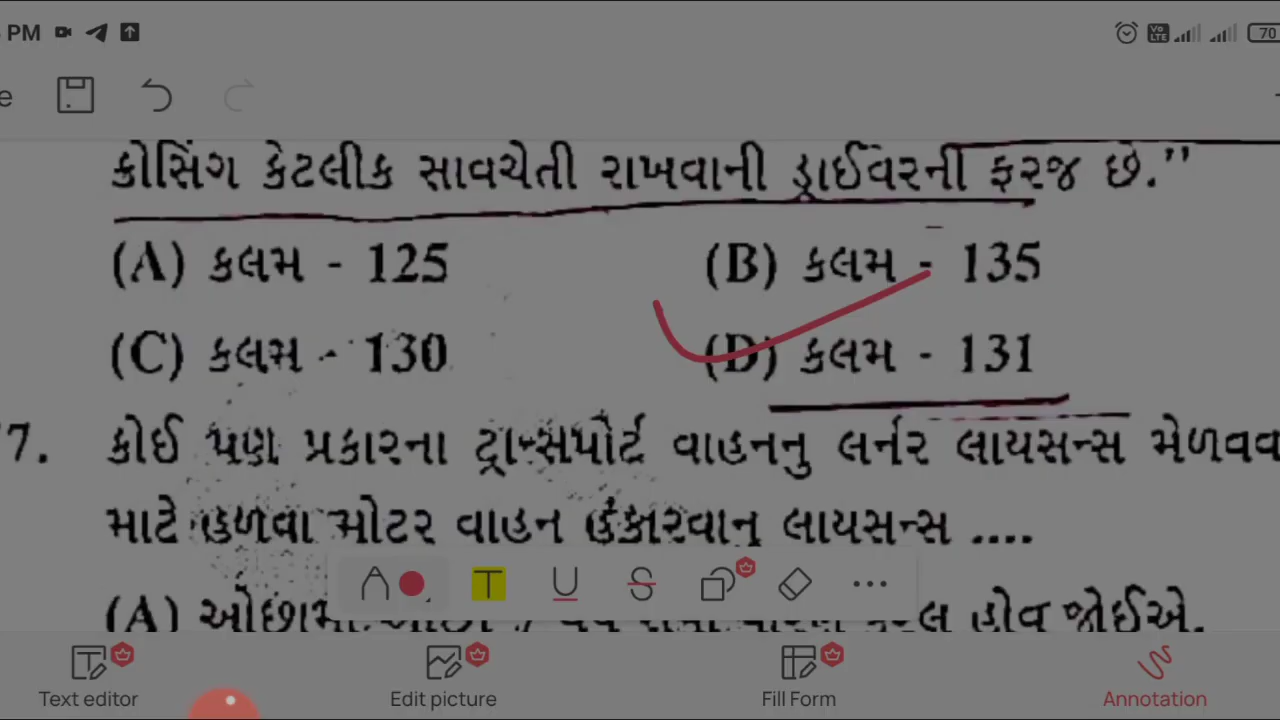 PM
70
e
ક્રોસિંગ કેટલીક સાવચેતી રાખવાની ડ્રાઈવરની ફરજ છે.”
(A) કલમ - 125 (B) કલમ - 135
(C) કલમ - 130 (D) કલમ - 131
7. કોઈ પણ પ્રકારના ટ્રાન્સપોર્ટ વાહનનુ લર્નર લાયસન્સ મેળવવ
માટે હળવા મોટર વાહન હંકારવાનુ લાયસન્સ ....
(A) હોવ જોઈએ.
Text editor Edit picture Fill Form Annotation